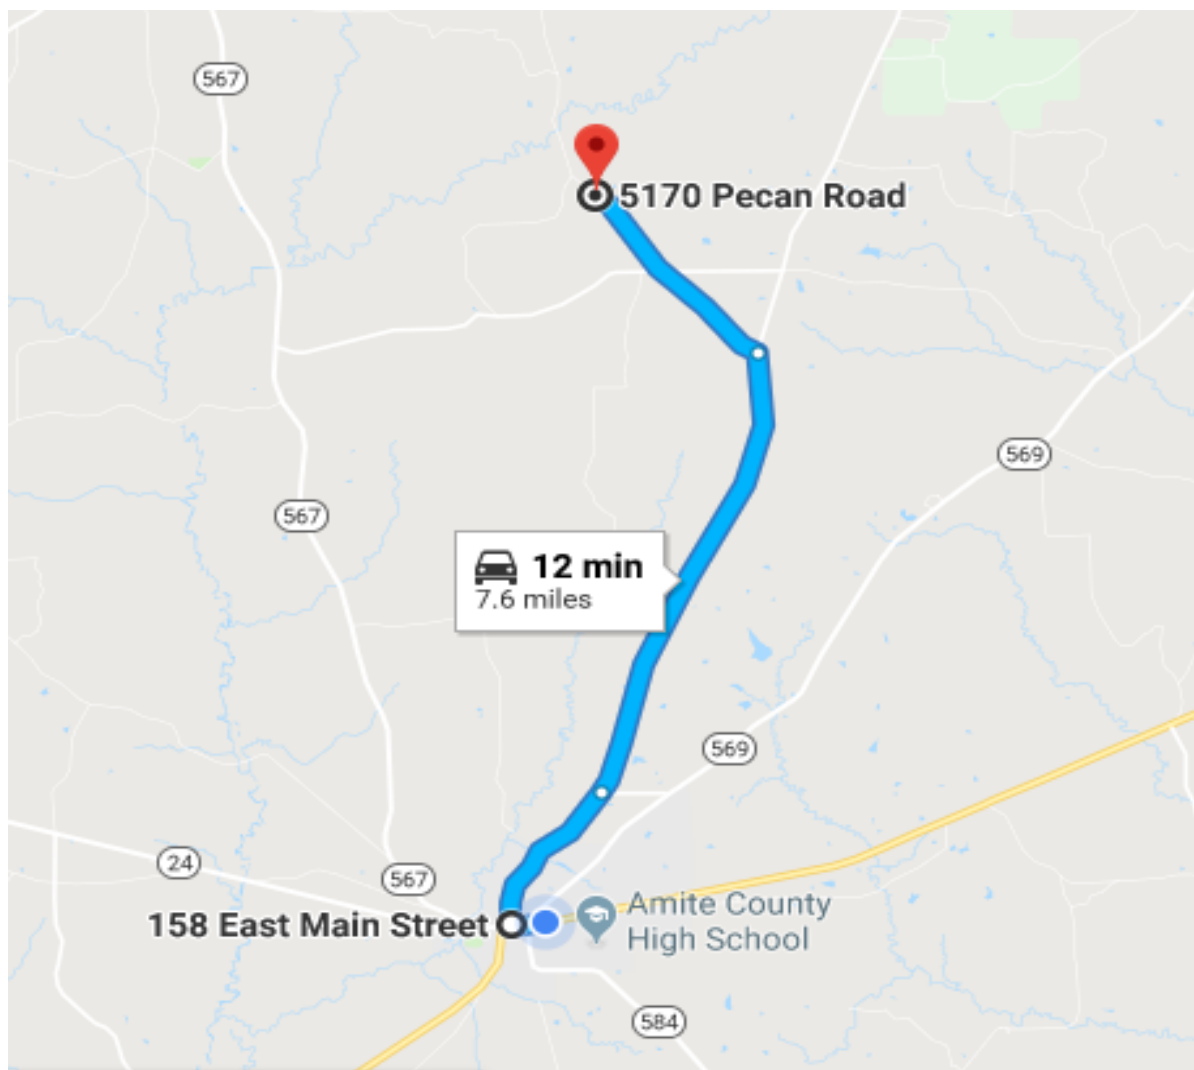 567
5170 Pecan Road
569
567
12 min
7.6 miles
569
24
567
158 East Main Street
Amite County
High School
584